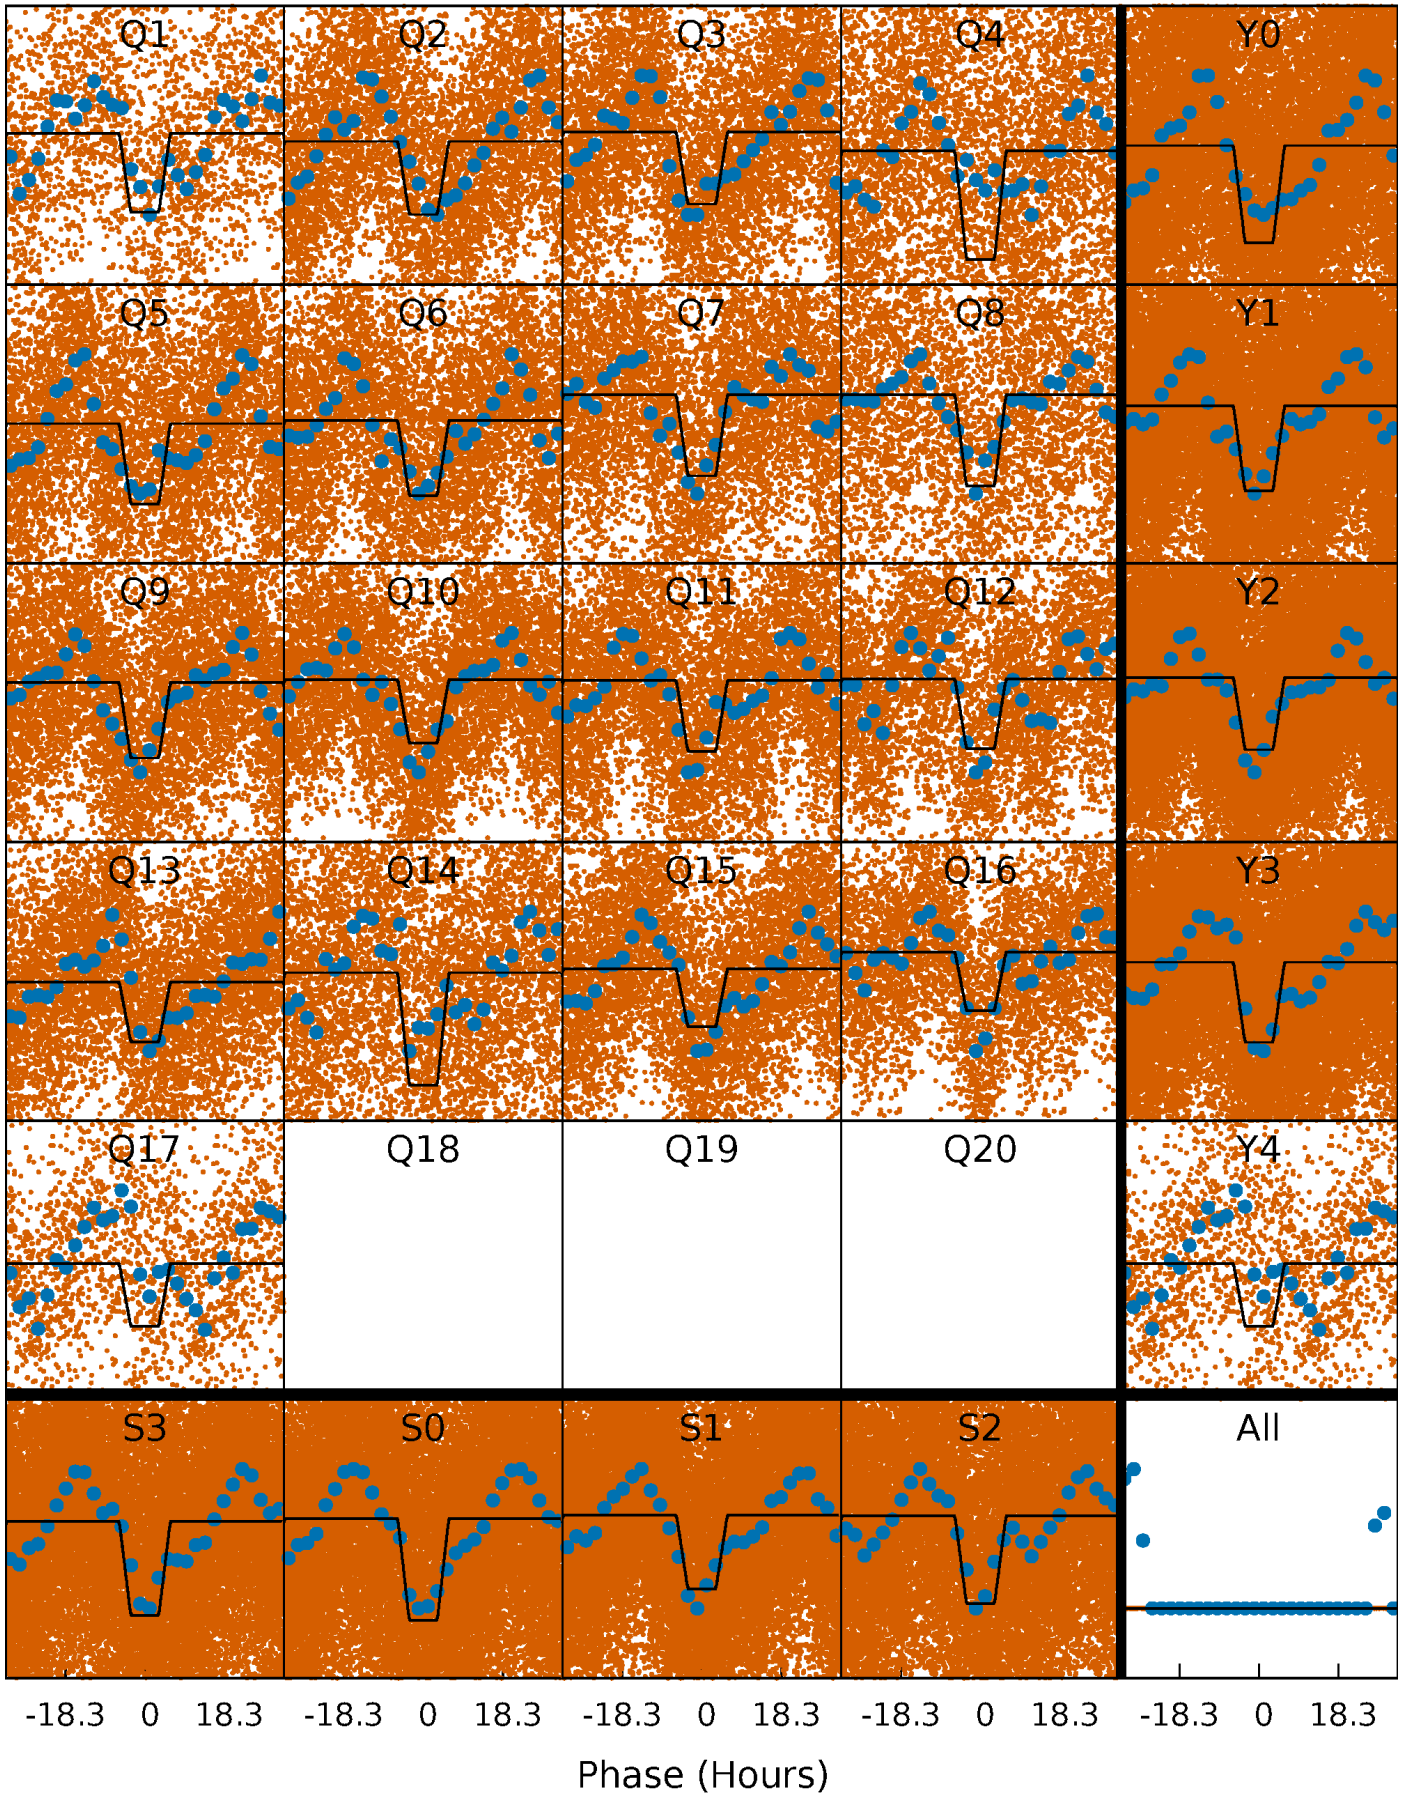 Q1 Q2 Q3 Q4 Y0
Q5 Q6 Q7 Q8 Y1
Q9 Q10 Q11 Q12 Y2
Q13 Q14 Q15 Q16 Y3
Q17 Q18 Q19 Q20 Y4
S3 S0 S1 S2 All
-18.3 0 18.3 -18.3 0 18.3 -18.3 0 18.3 -18.3 0 18.3 -18.3 0 18.3
Phase (Hours)